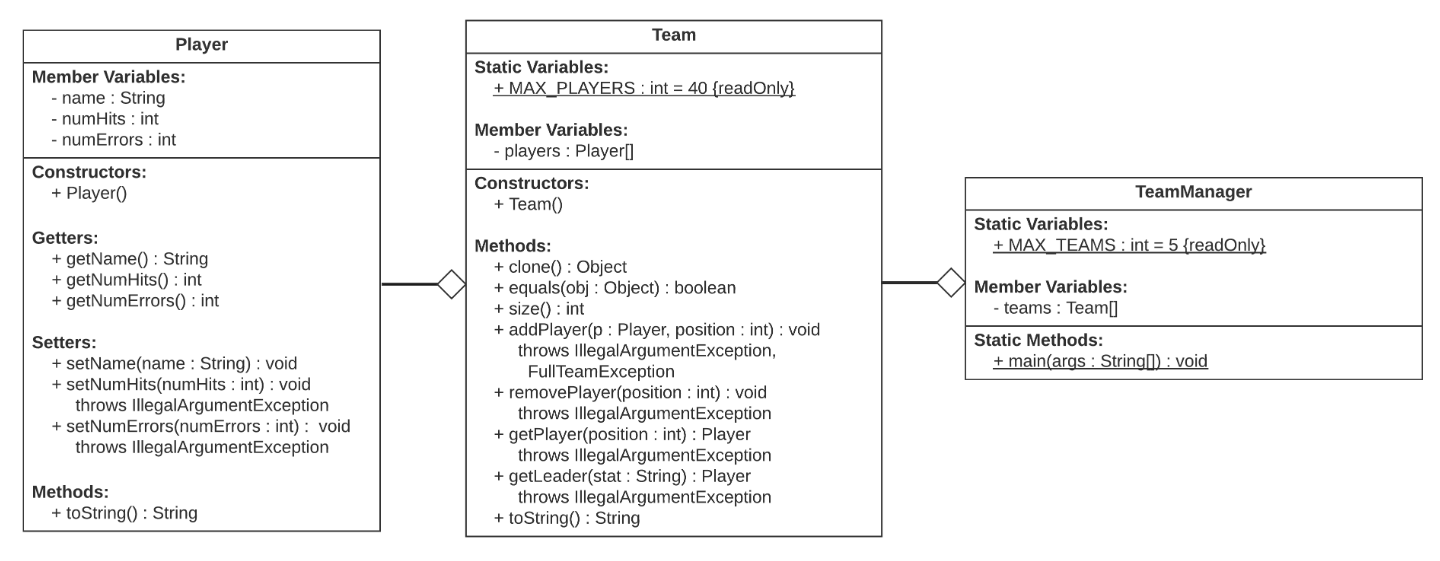 Player
Member Variables:
- name : String
- numHits : int
- numErrors : int
Constructors:
+ Player()
Getters:
+ getName() : String
+ getNumHits() : int
+ getNumErrors() : int
Setters:
+ setName(name : String) : void
+ setNumHits(numHits : int) : void
throws IllegalArgumentException
+ setNumErrors(numErrors : int) :  void
throws IllegalArgumentException
Methods:
+ toString() : String
Team
Static Variables:
+ MAX_PLAYERS : int = 40 {readOnly}
Member Variables:
- players : Player[]
Constructors:
+ Team()
Methods:
+ clone() : Object
+ equals(obj : Object) : boolean
+ size() : int
+ addPlayer(p : Player, position : int) : void
throws IllegalArgumentException,
FullTeamException
+ removePlayer(position : int) : void
throws IllegalArgumentException
+ getPlayer(position : int) : Player
throws IllegalArgumentException
+ getLeader(stat : String) : Player
throws IllegalArgumentException
+ toString() : String
TeamManager
Static Variables:
+ MAX_TEAMS : int = 5 {readOnly}
Member Variables:
- teams : Team[]
Static Methods:
+ main(args : String[]) : void